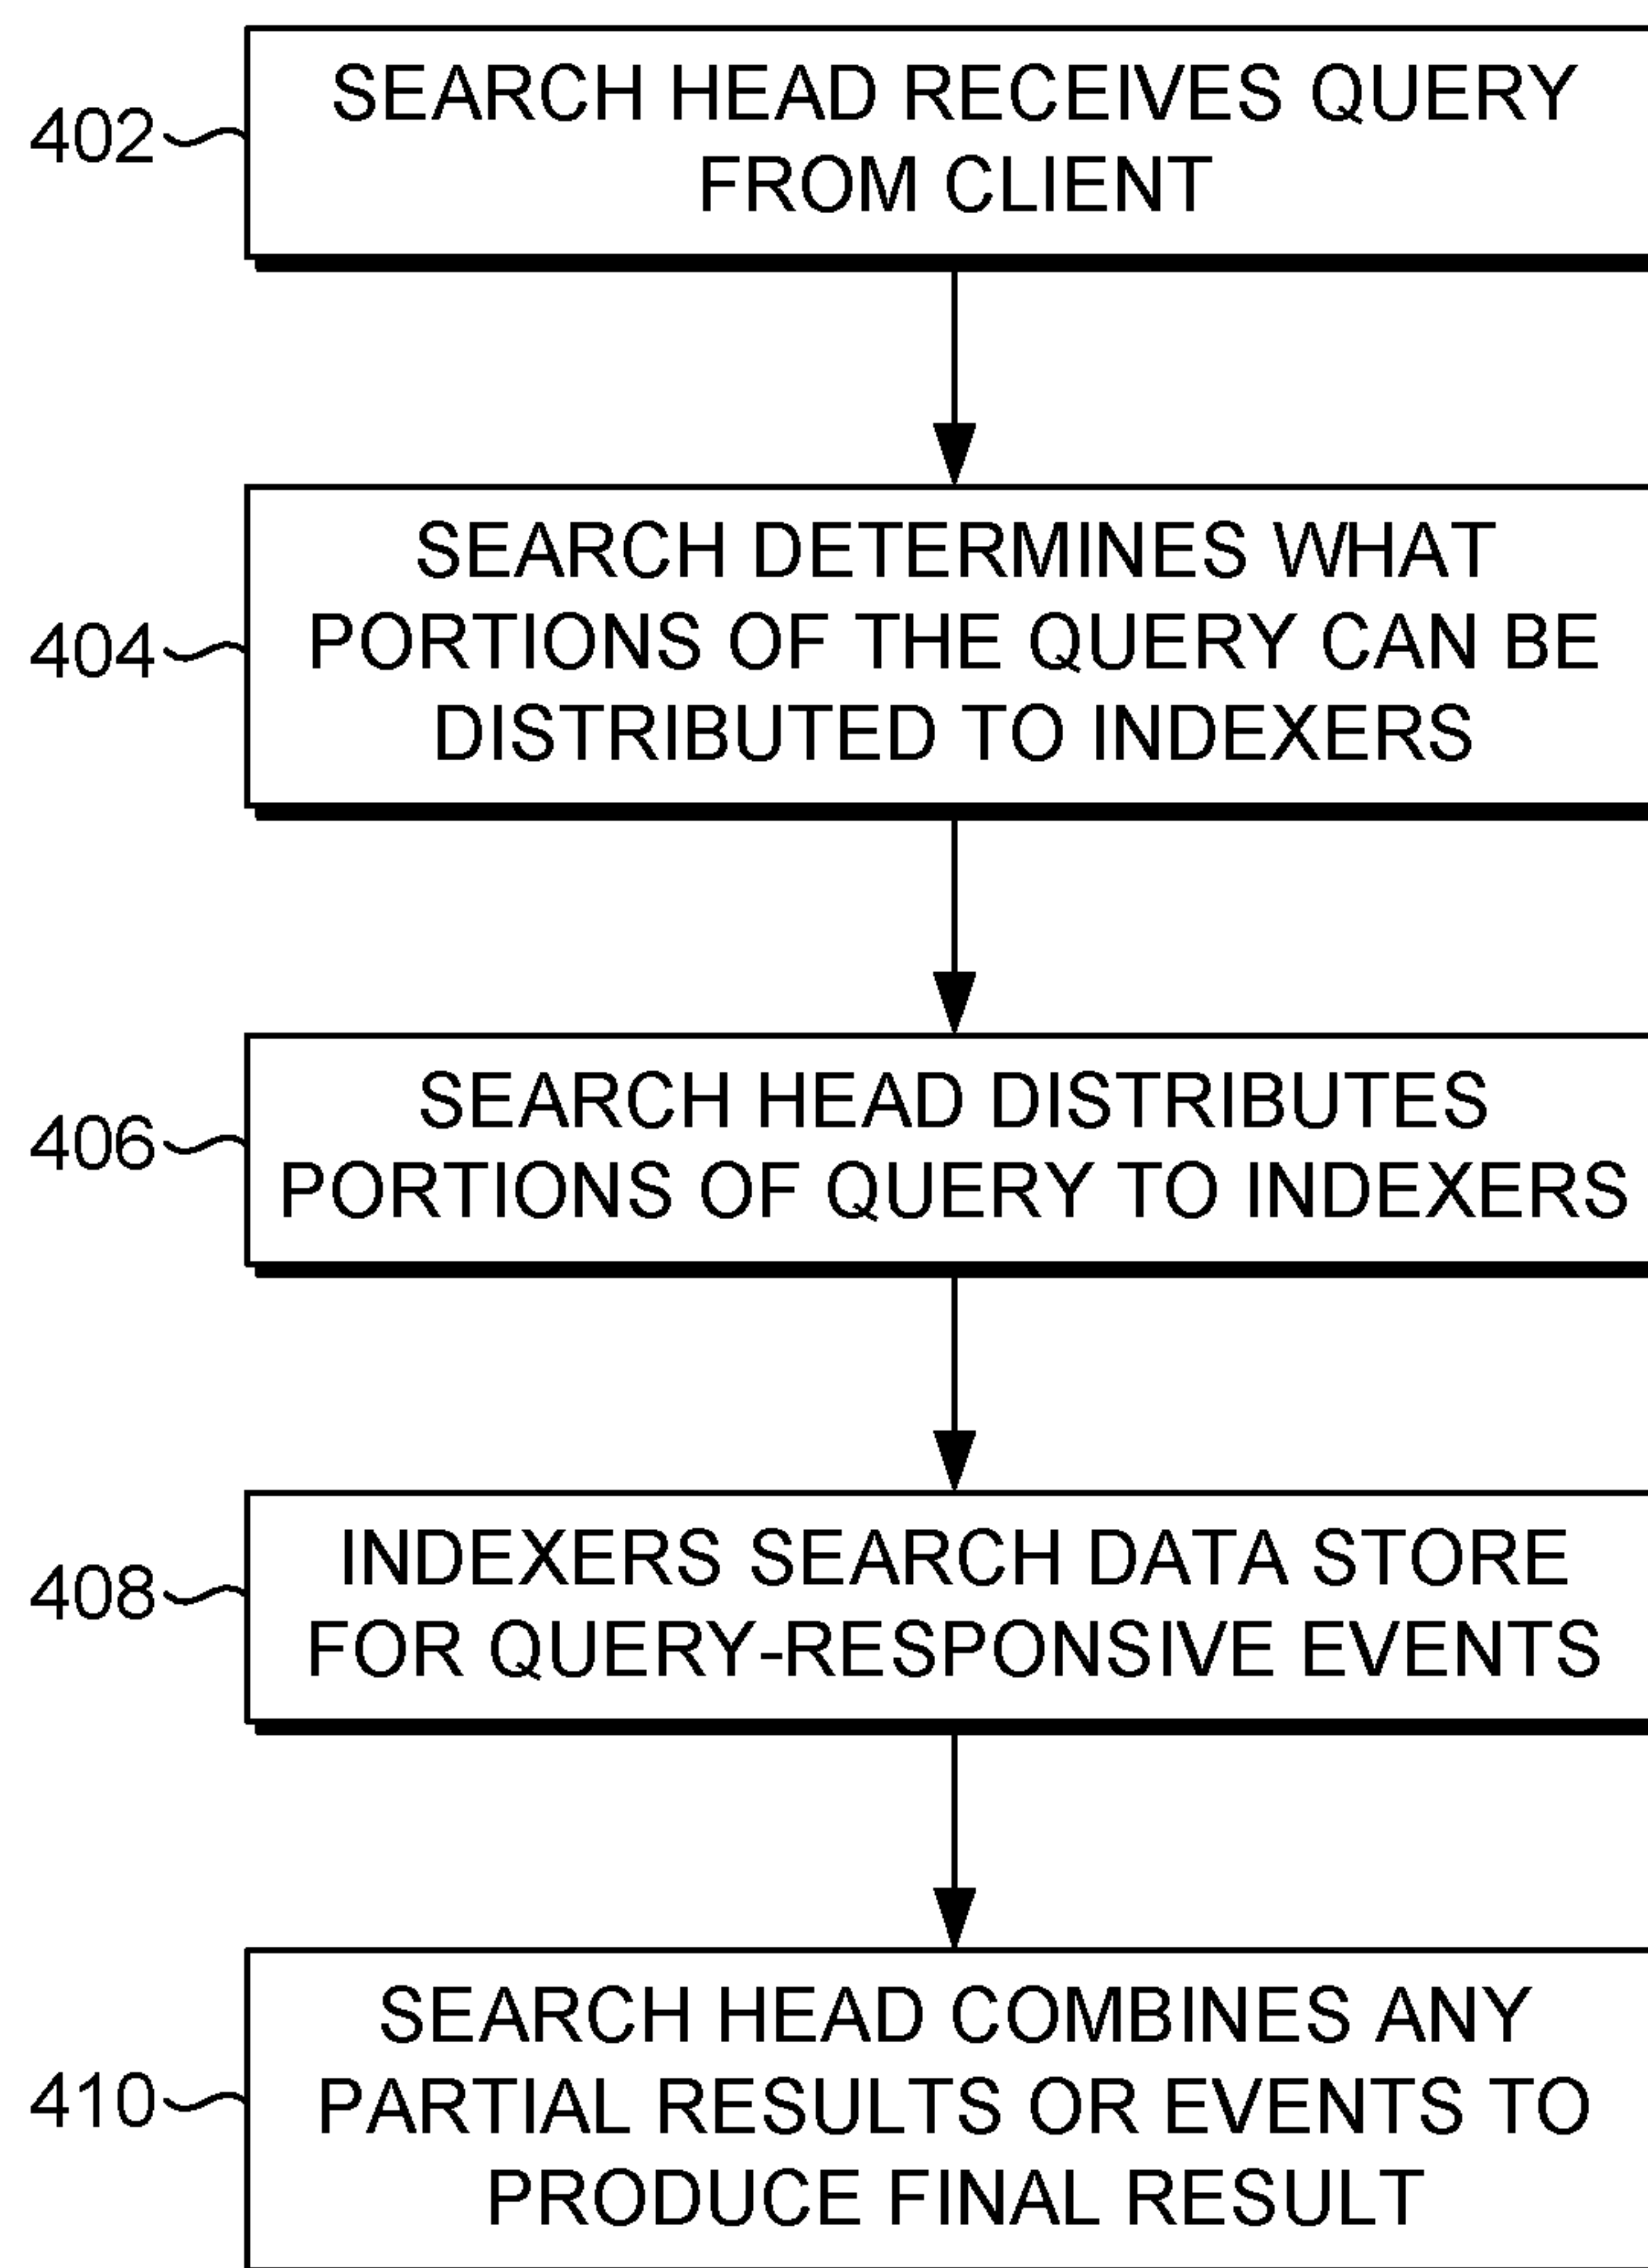 SEARCH HEAD RECEIVES QUERY
FROM CLIENT
402
SEARCH DETERMINES WHAT
PORTIONS OF THE QUERY CAN BE
DISTRIBUTED TO INDEXERS
404
SEARCH HEAD DISTRIBUTES
PORTIONS OF QUERY TO INDEXERS
406
INDEXERS SEARCH DATA STORE
FOR QUERY-RESPONSIVE EVENTS
408
SEARCH HEAD COMBINES ANY
PARTIAL RESULTS OR EVENTS TO
PRODUCE FINAL RESULT
410